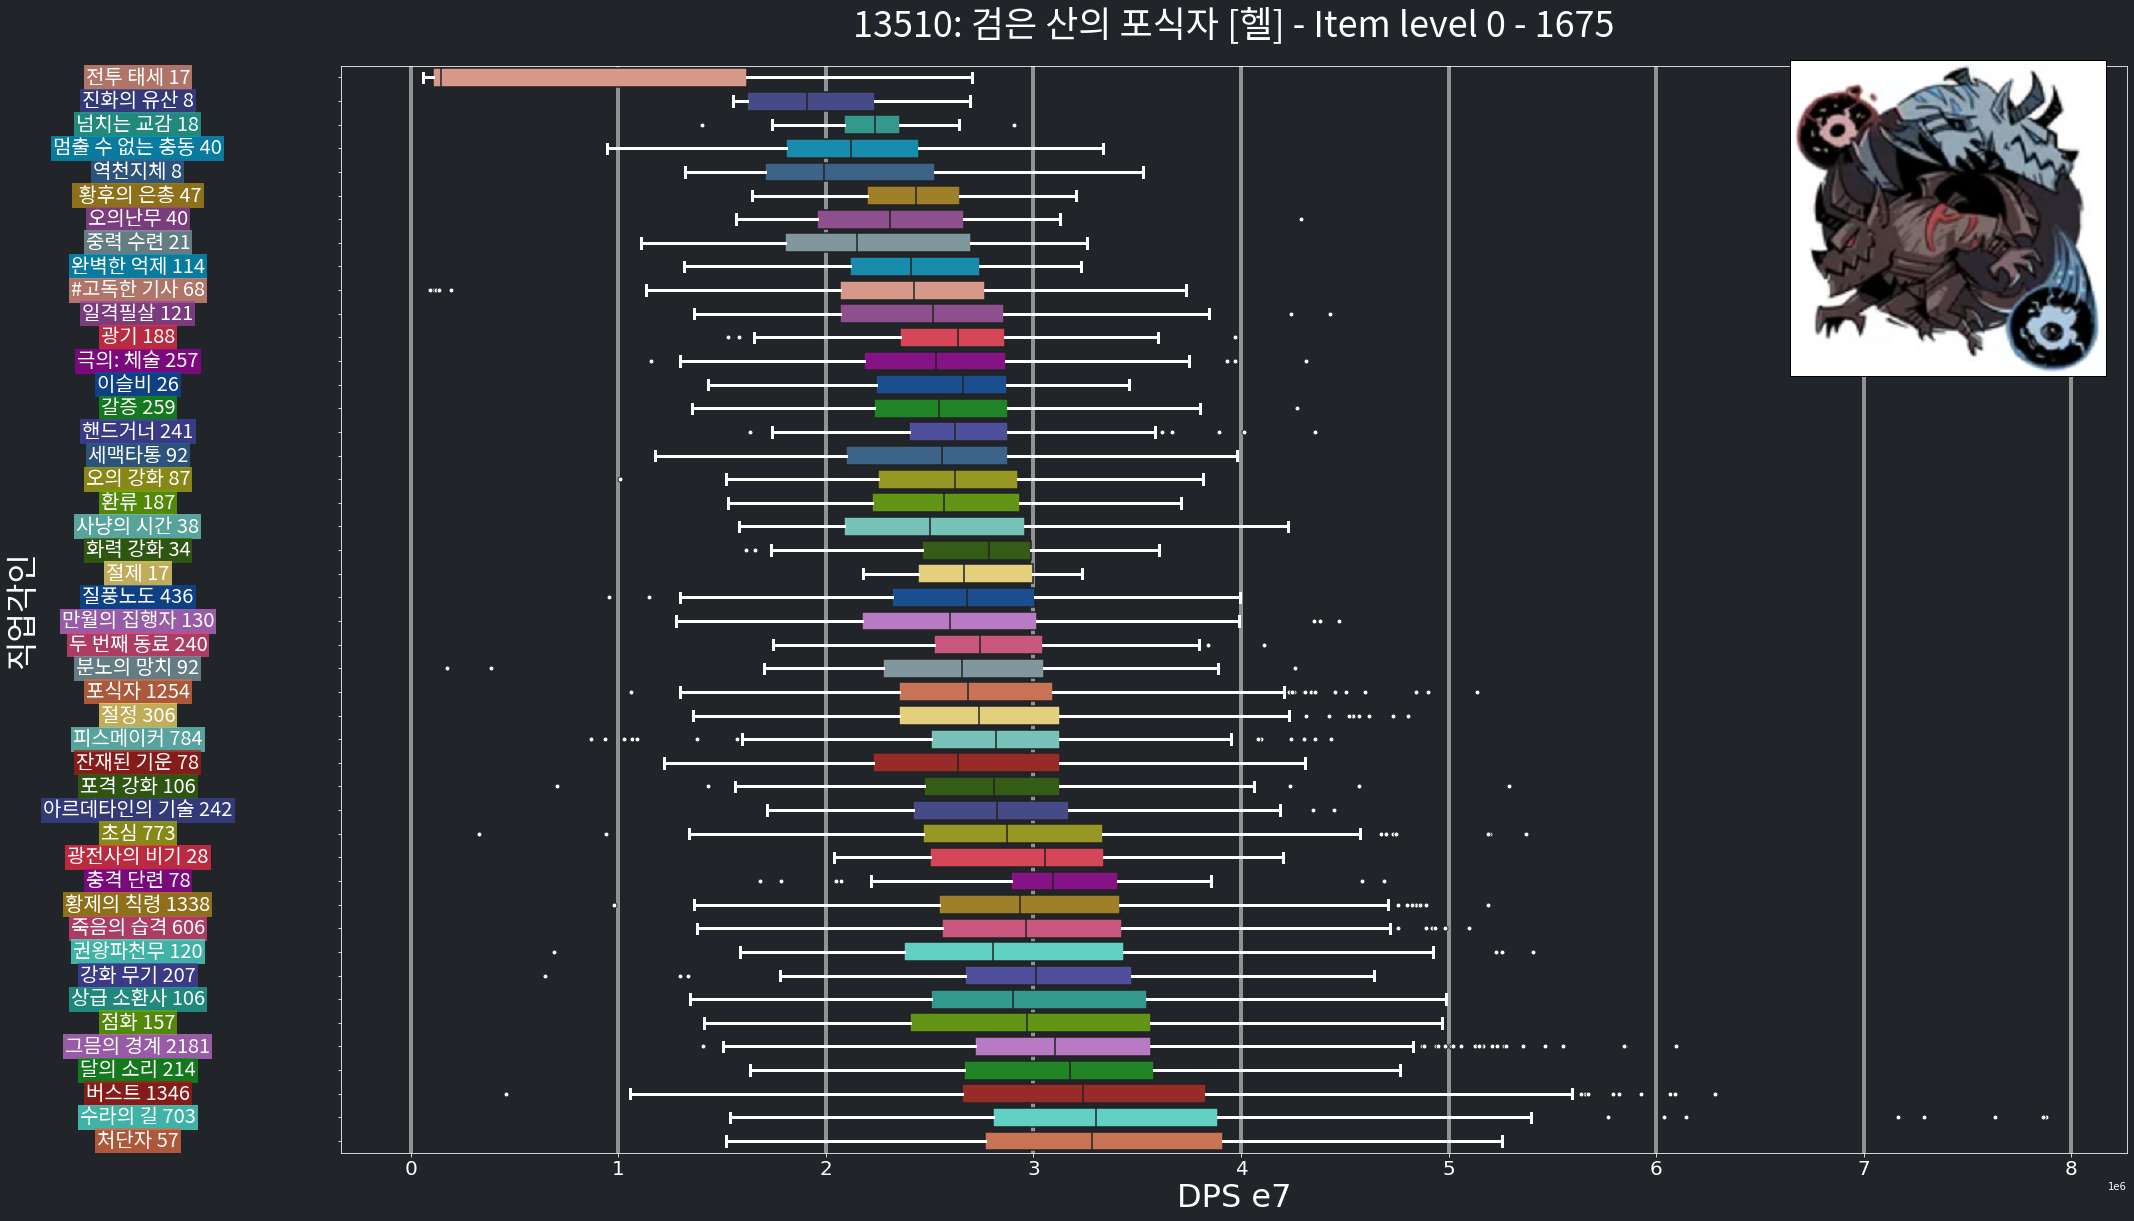 13510: 검은 산의 포식자 [헬] - Item level 0 - 1675
전투 태세 17
진화의 유산 8
넘치는 교감 18
멈출 수 없는 충동 40
역천지체 8
황후의 은총 47
오의난무 40
중력 수련 21
완벽한 억제 114
#고독한 기사 68
일격필살 121
광기 188
극의: 체술 257
이슬비 26
갈증 259
핸드거너 241
세맥타통 92
오의 강화 87
환류 187
사냥의 시간 38
화력 강화 34
절제 17
질풍노도 436
만월의 집행자 130
두 번째 동료 240
분노의 망치 92
포식자 1254
절정 306
피스메이커 784
잔재된 기운 78
포격 강화 106
아르데타인의 기술 242
초심 773
광전사의 비기 28
충격 단련 78
황제의 칙령 1338
죽음의 습격 606
권왕파천무 120
강화 무기 207
상급 소환사 106
점화 157
그믐의 경계 2181
달의 소리 214
버스트 1346
수라의 길 703
처단자 57
직업각인
0 1 2 3 4 5 6 7 8
DPS e7
1e6